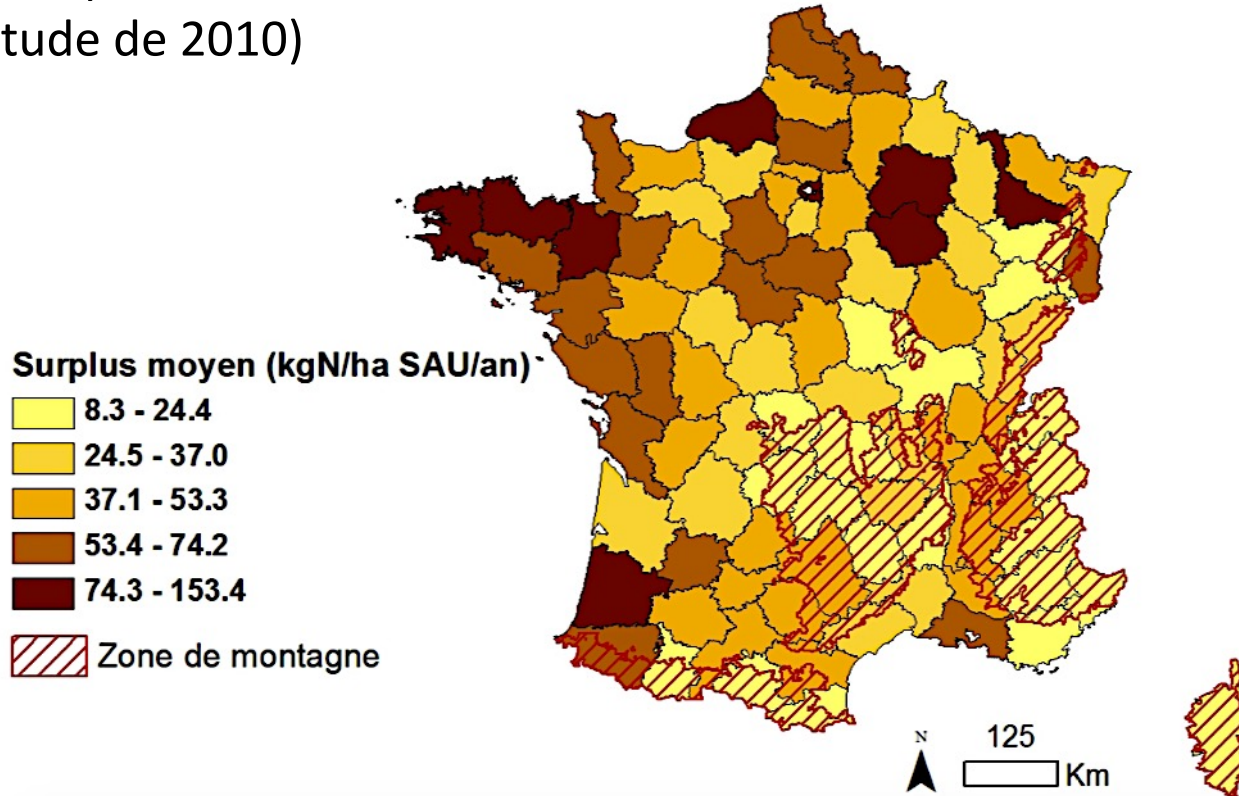 tude de 2010)
Surplus moyen (kgN/ha SAU/an)
8.3 - 24.4
24.5 - 37.0
37.1 - 53.3
53.4 - 74.2
74.3 - 153.4
Zone de montagne
N
125
Km